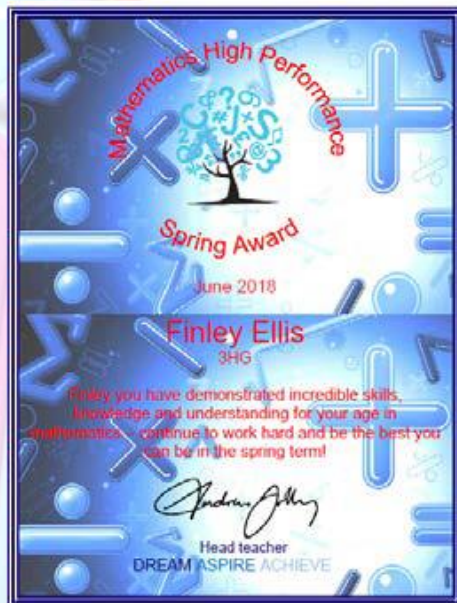 Mathematics High Performance
Spring Award
June 2018
Finley Ellis
3HG
Finley you have demonstrated incredible skills,
knowledge and understanding for your age in
mathematics – continue to work hard and be the best you
can be in the spring term!
Head teacher
DREAM ASPIRE ACHIEVE